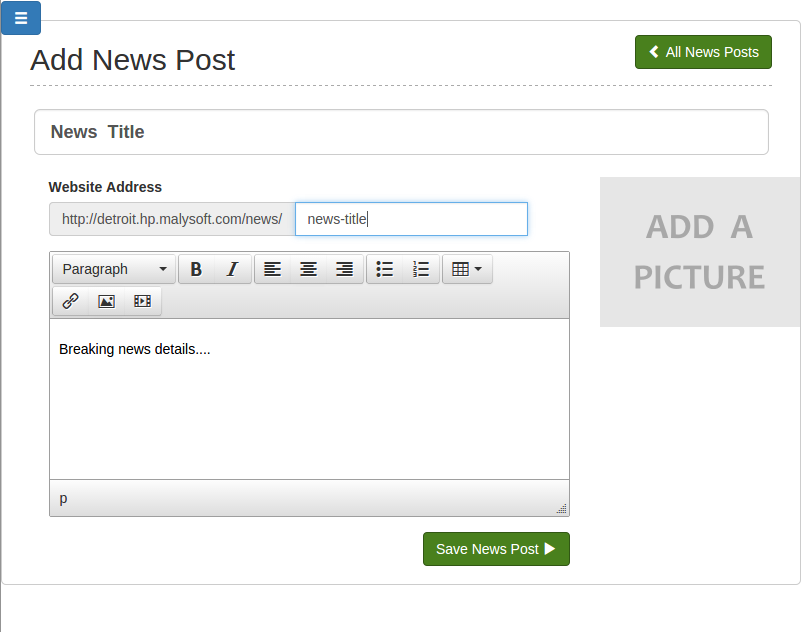 Add News Post
All News Posts
News Title
Website Address
http://detroit.hp.malysoft.com/news/ news-title
ADD A
PICTURE
Paragraph B I
Breaking news details....
p
Save News Post